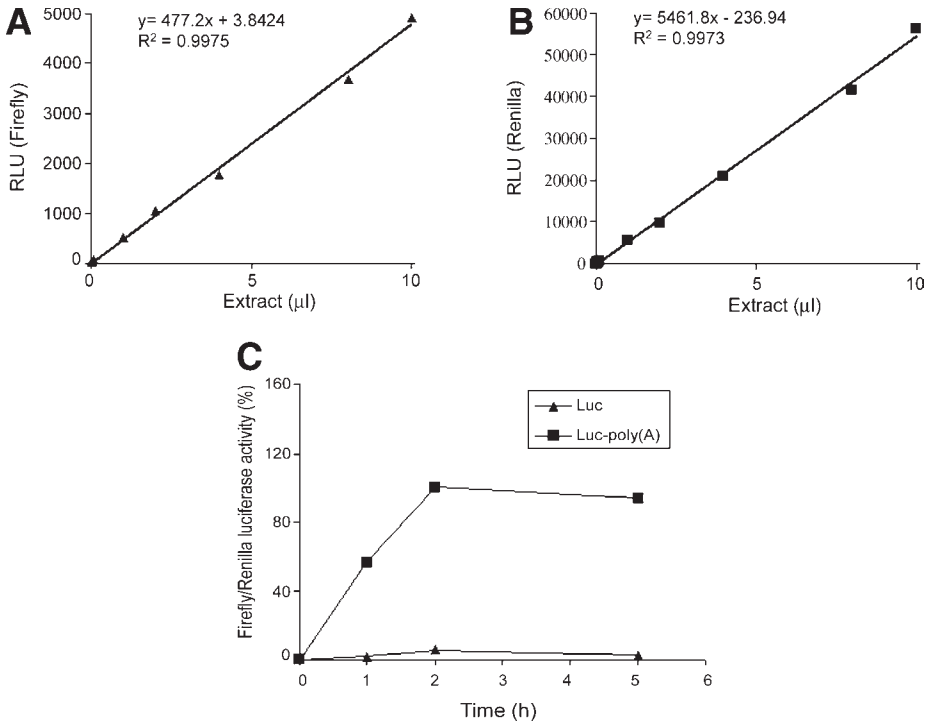 A
y= 477.2x + 3.8424
R² = 0.9975
5000
4000
3000
2000
1000
0
RLU (Firefly)
0
5
10
Extract (μl)
B
y= 5461.8x - 236.94
R² = 0.9973
60000
50000
40000
30000
20000
10000
0
RLU (Renilla)
0
5
10
Extract (μl)
C
160
120
80
40
0
Firefly/Renilla luciferase activity (%)
Luc
Luc-poly(A)
0
1
2
3
4
5
6
Time (h)